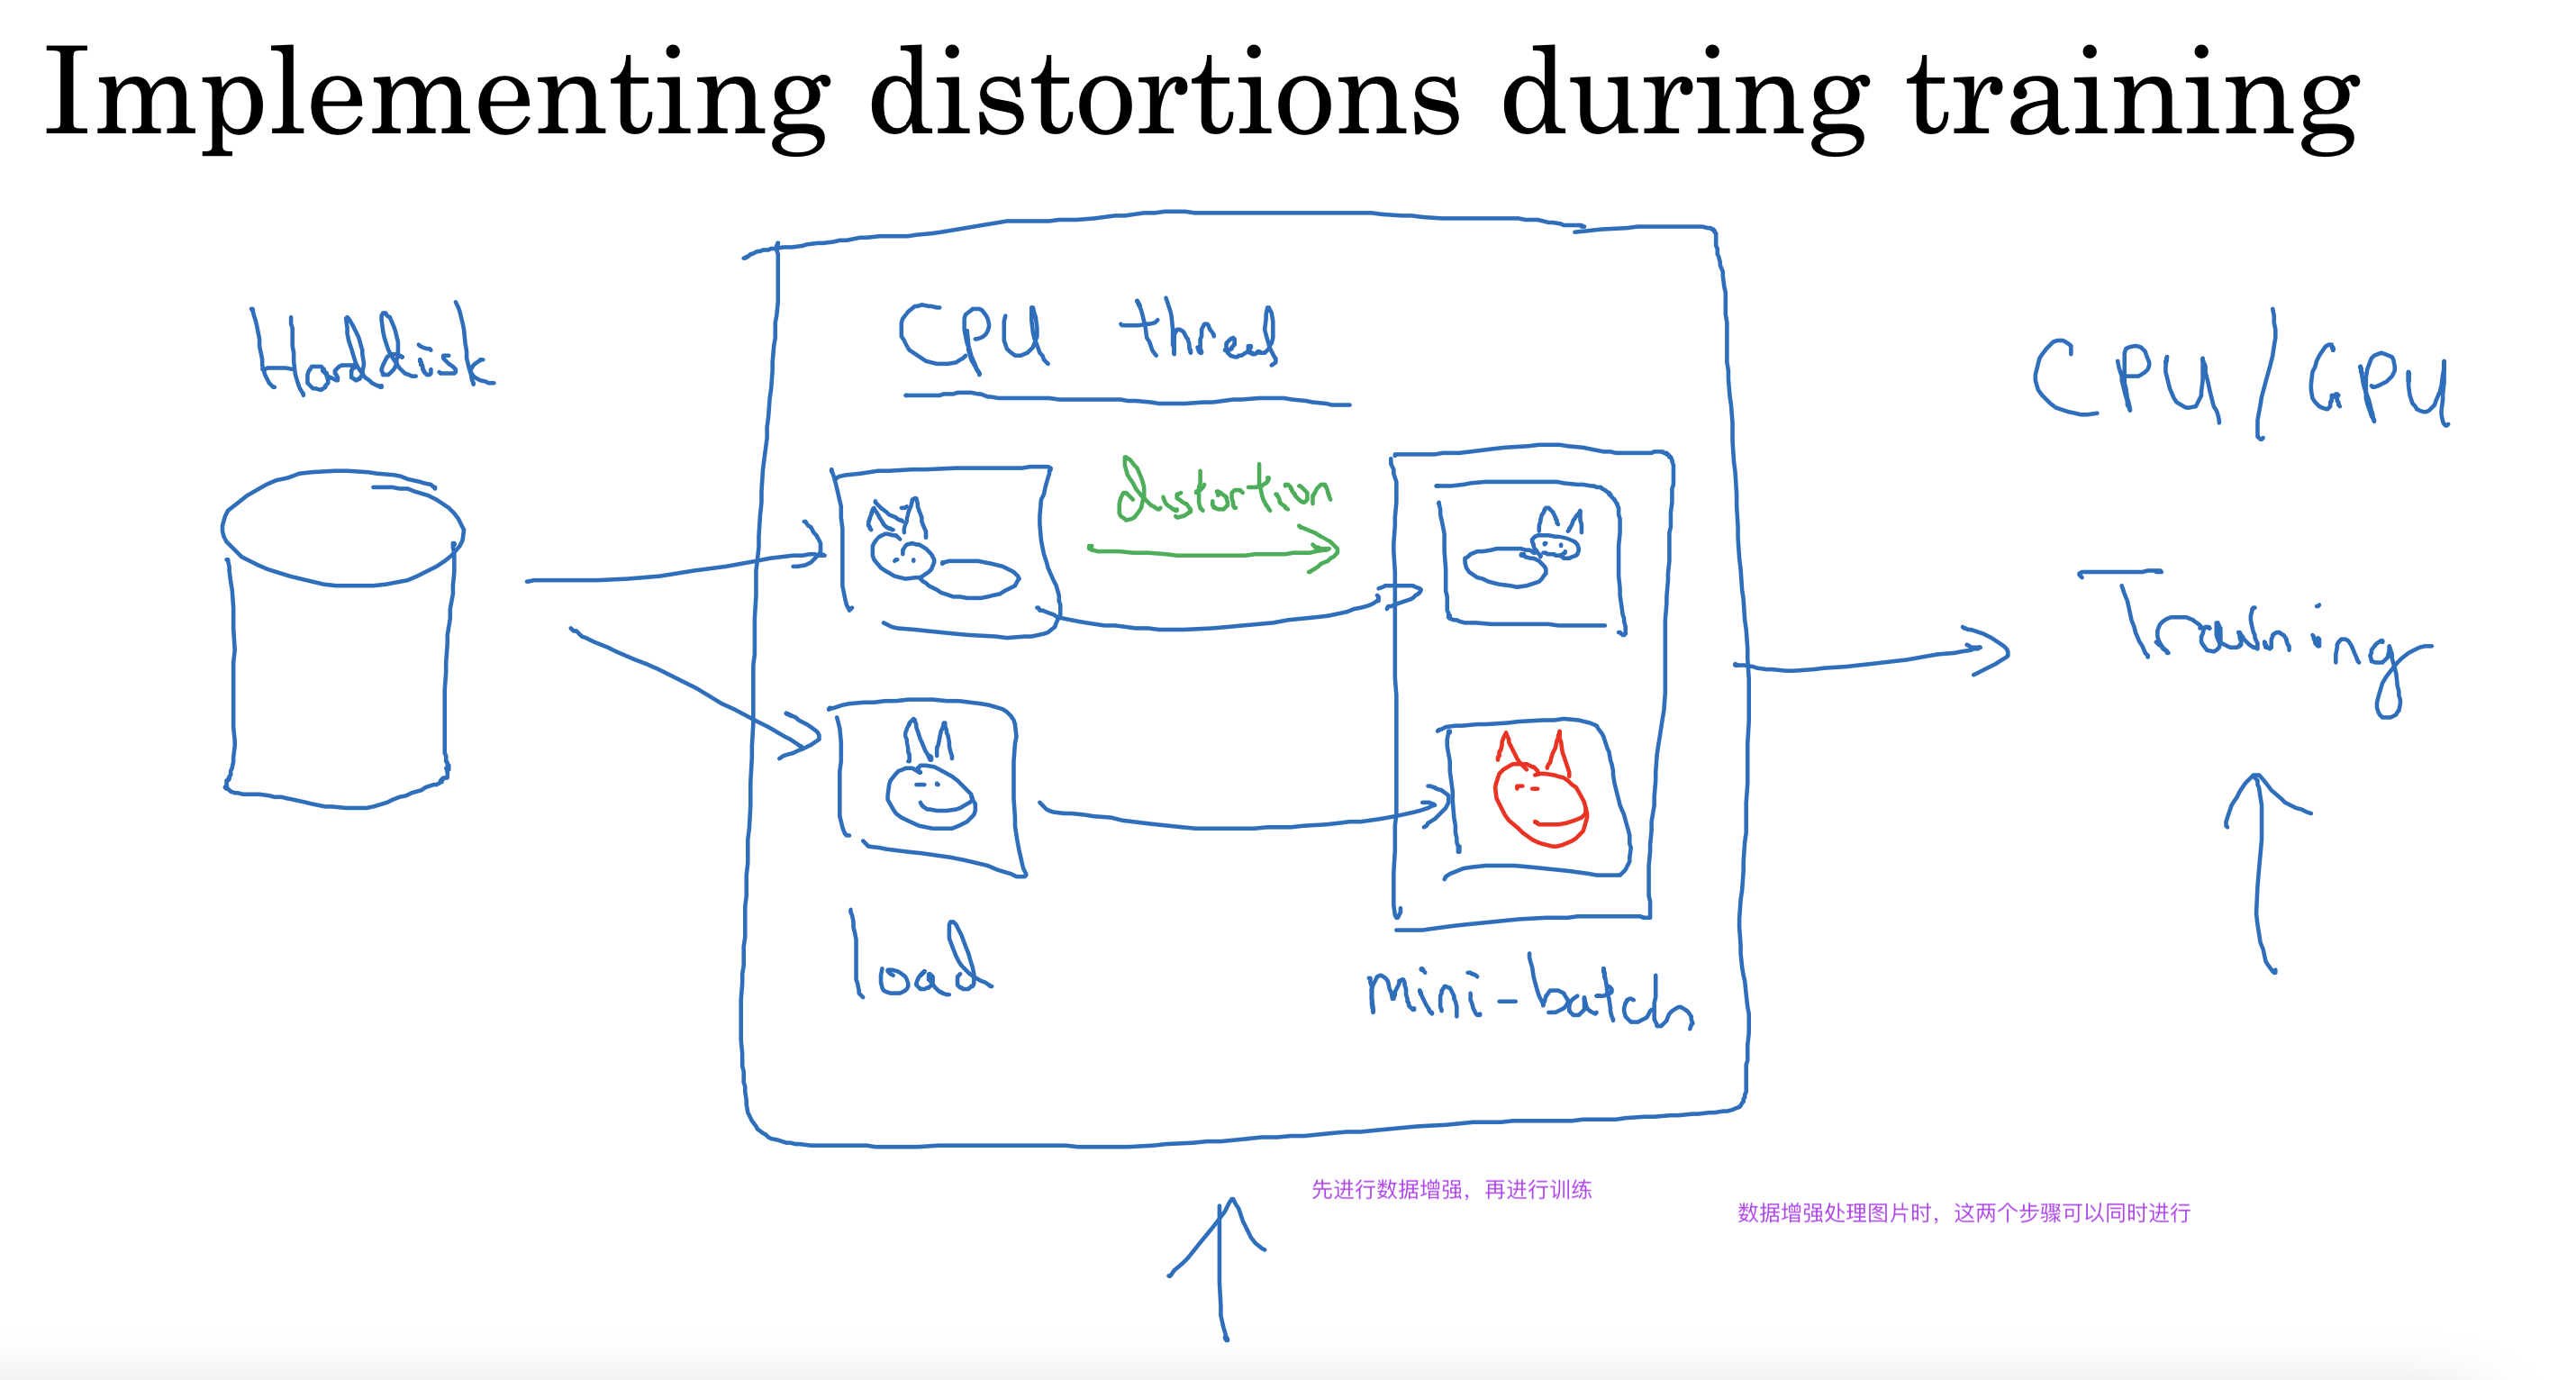 Implementing distortions during training
Harddisk
CPU thread
CPU/GPU
distortion
Training
load
mini-batch
先进行数据增强，再进行训练
数据增强处理图片时，这两个步骤可以同时进行